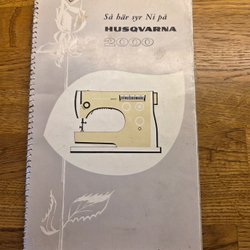 Så här syr Ni på
HUSQVARNA
2000